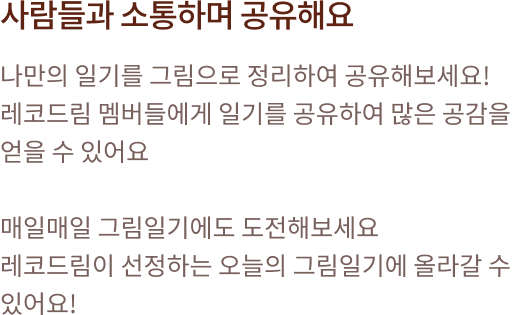 사람들과 소통하며 공유해요
나만의 일기를 그림으로 정리하여 공유해보세요!
레코드림 멤버들에게 일기를 공유하여 많은 공감을
얻을 수 있어요
매일매일 그림일기에도 도전해보세요
레코드림이 선정하는 오늘의 그림일기에 올라갈 수
있어요!